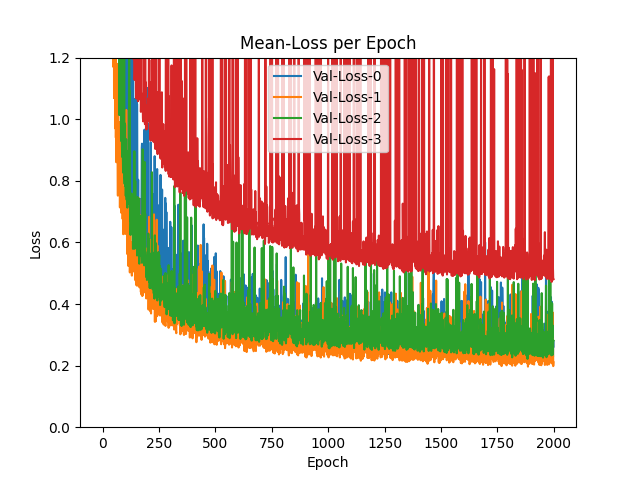 Mean-Loss per Epoch
Val-Loss-0
Val-Loss-1
Val-Loss-2
Val-Loss-3
Loss
1.2
1.0
0.8
0.6
0.4
0.2
0.0
0 250 500 750 1000 1250 1500 1750 2000
Epoch